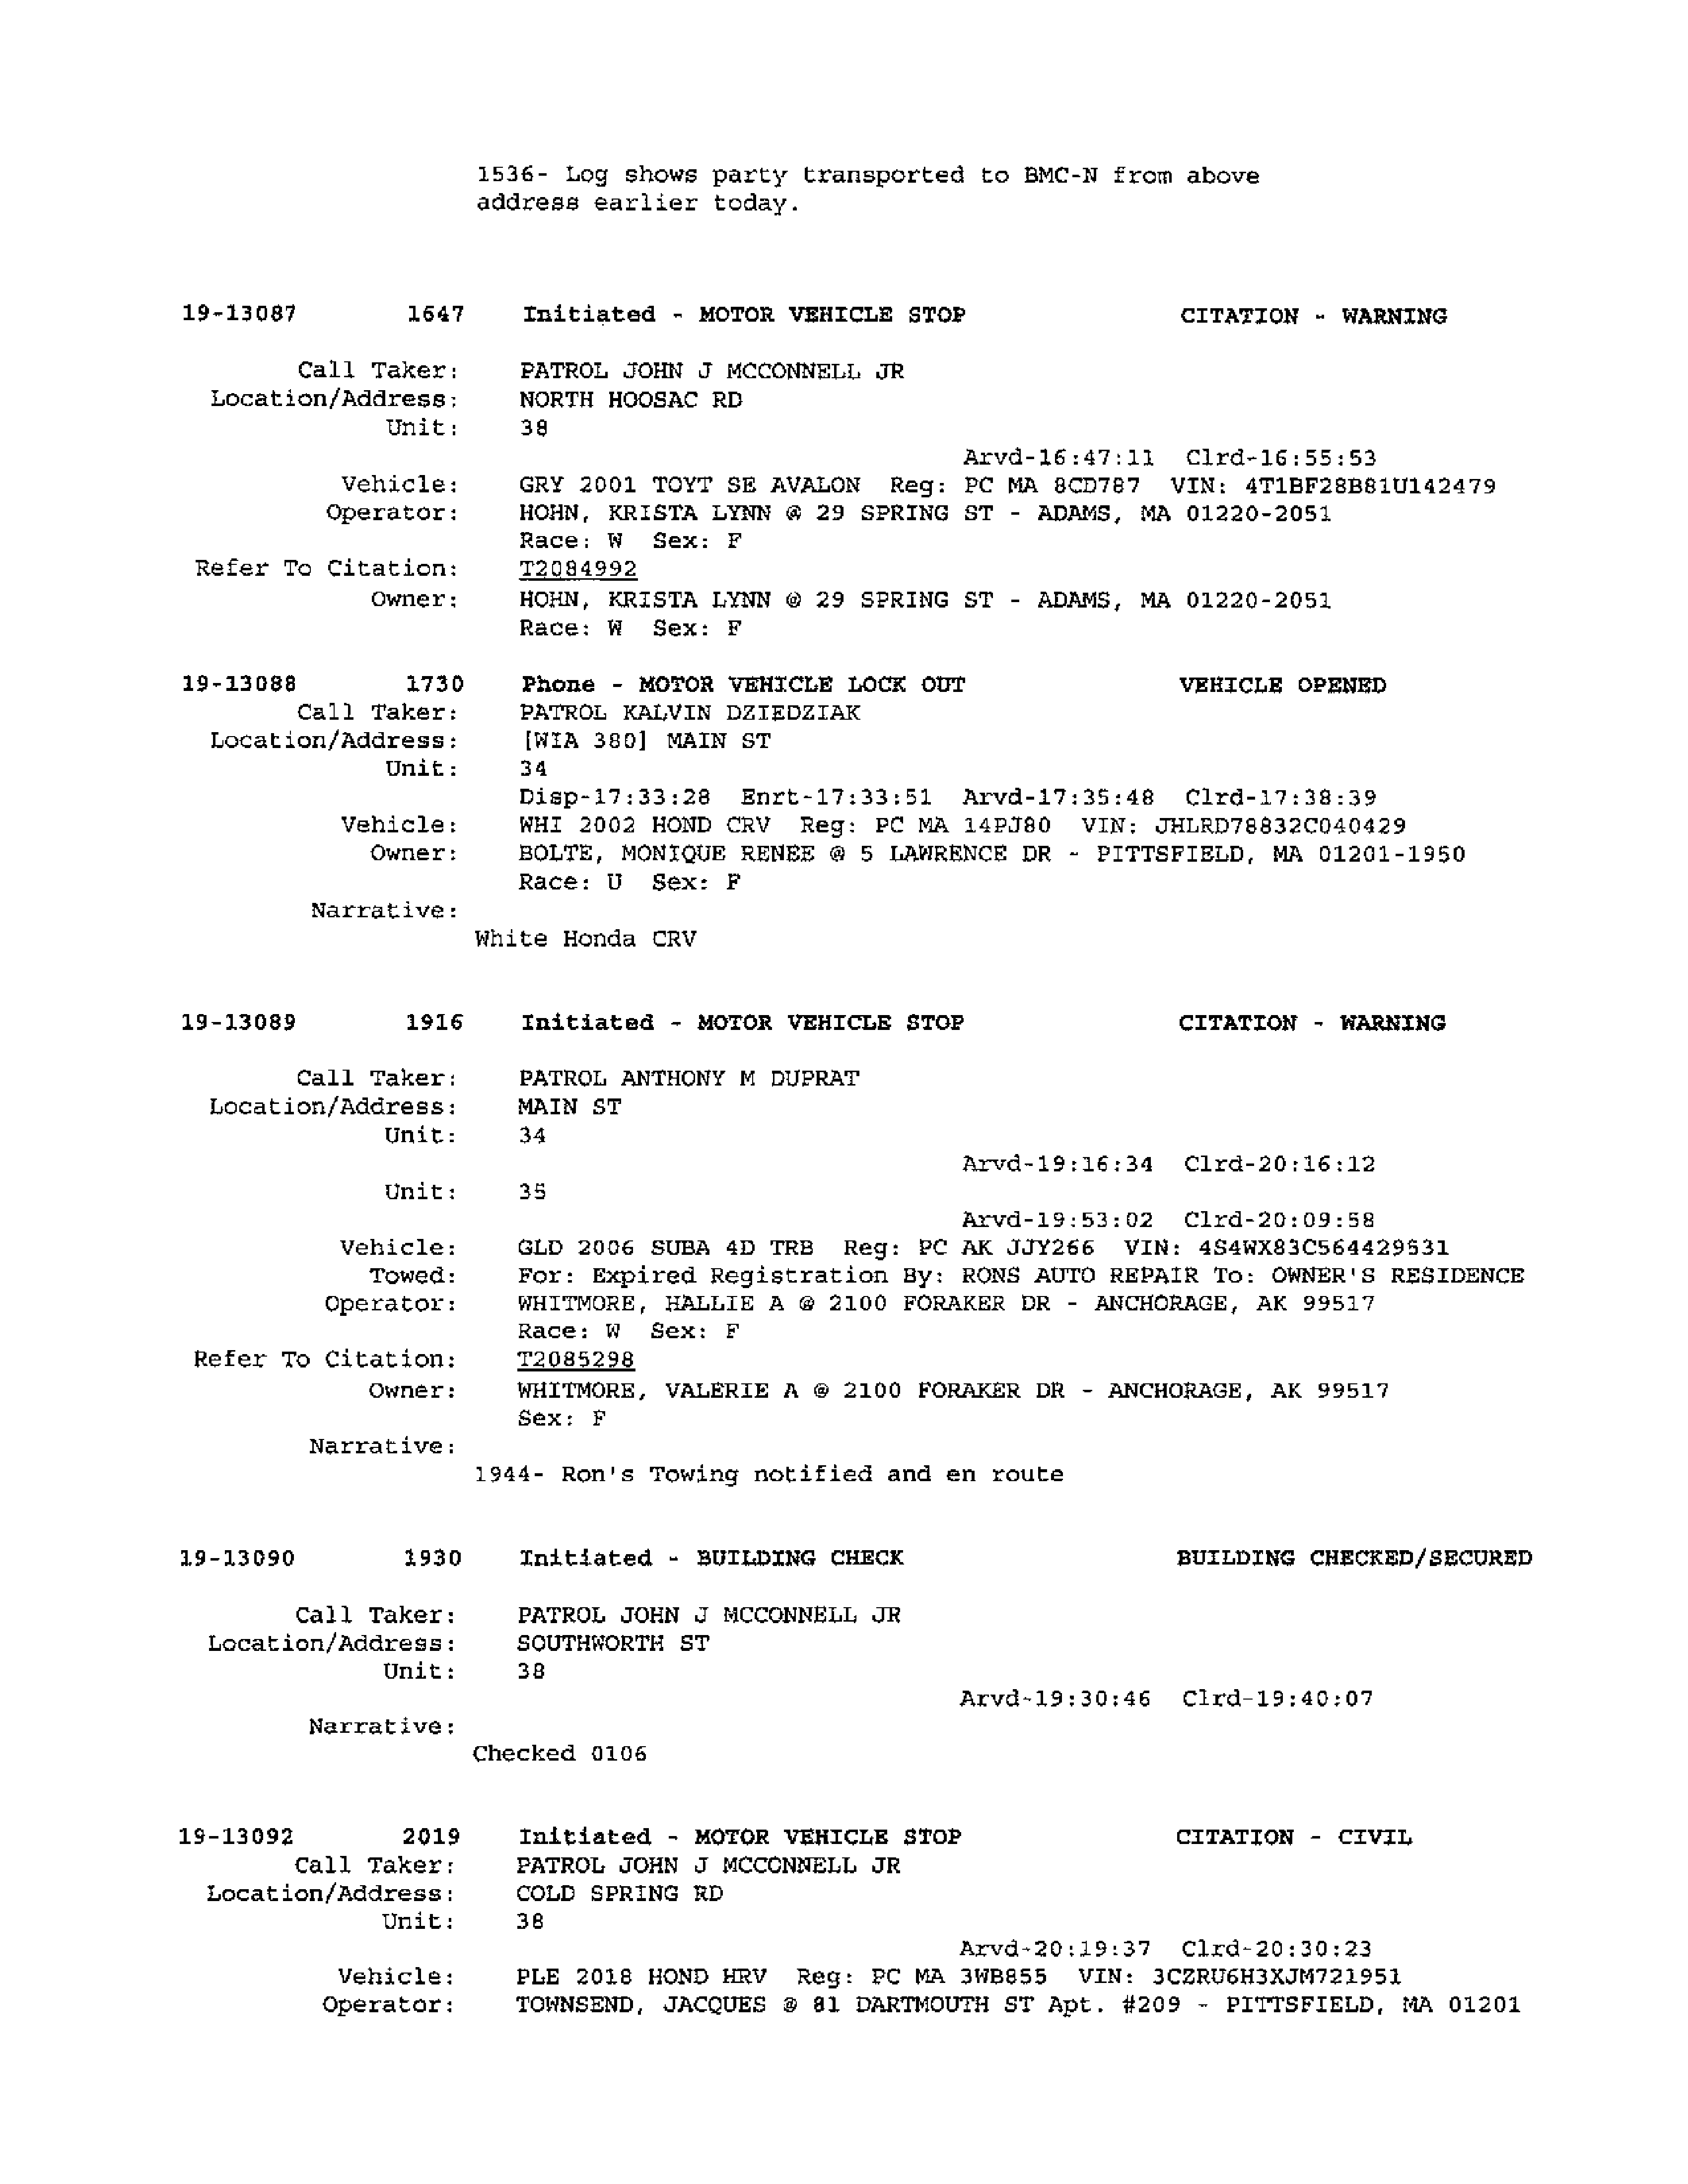 1536- Log shows party transported to BMC-N from above
address earlier today.
19-13087 1647 Initiated - MOTOR VEHICLE STOP CITATION - WARNING
Call Taker: PATROL JOHN J MCCONNELL JR
Location/Address: NORTH HOOSAC RD
Unit: 38
Arvd-16:47:11 Clrd-16:55:53
Vehicle: GRY 2001 TOYT SE AVALON Reg: PC MA 8CD787 VIN: 4T1BF28B81U142479
Operator: HOHN, KRISTA LYNN @ 29 SPRING ST - ADAMS, MA 01220-2051
Race: W Sex: F
Refer To Citation: T2084992
Owner: HOHN, KRISTA LYNN @ 29 SPRING ST - ADAMS, MA 01220-2051
Race: W Sex: F
19-13088 1730 Phone - MOTOR VEHICLE LOCK OUT VEHICLE OPENED
Call Taker: PATROL KALVIN DZIEDZIAK
Location/Address: [WIA 380] MAIN ST
Unit: 34
Disp-17:33:28 Enrt-17:33:51 Arvd-17:35:48 Clrd-17:38:39
Vehicle: WHI 2002 HOND CRV Reg: PC MA 14PJ80 VIN: JHLRD78832C040429
Owner: BOLTE, MONIQUE RENEE @ 5 LAWRENCE DR - PITTSFIELD, MA 01201-1950
Race: U Sex: F
Narrative:
White Honda CRV
19-13089 1916 Initiated - MOTOR VEHICLE STOP CITATION - WARNING
Call Taker: PATROL ANTHONY M DUPRAT
Location/Address: MAIN ST
Unit: 34
Arvd-19:16:34 Clrd-20:16:12
Unit: 35
Arvd-19:53:02 Clrd-20:09:58
Vehicle: GLD 2006 SUBA 4D TRB Reg: PC AK JJY266 VIN: 4S4WX83C564429531
Towed: For: Expired Registration By: RONS AUTO REPAIR To: OWNER'S RESIDENCE
Operator: WHITMORE, HALLIE A @ 2100 FORAKER DR - ANCHORAGE, AK 99517
Race: W Sex: F
Refer To Citation: T2085298
Owner: WHITMORE, VALERIE A @ 2100 FORAKER DR - ANCHORAGE, AK 99517
Sex: F
Narrative:
1944- Ron's Towing notified and en route
19-13090 1930 Initiated - BUILDING CHECK BUILDING CHECKED/SECURED
Call Taker: PATROL JOHN J MCCONNELL JR
Location/Address: SOUTHWORTH ST
Unit: 38
Arvd-19:30:46 Clrd-19:40:07
Narrative:
Checked 0106
19-13092 2019 Initiated - MOTOR VEHICLE STOP CITATION - CIVIL
Call Taker: PATROL JOHN J MCCONNELL JR
Location/Address: COLD SPRING RD
Unit: 38
Arvd-20:19:37 Clrd-20:30:23
Vehicle: PLE 2018 HOND HRV Reg: PC MA 3WB855 VIN: 3CZRU6H3XJM721951
Operator: TOWNSEND, JACQUES @ 81 DARTMOUTH ST Apt. #209 - PITTSFIELD, MA 01201